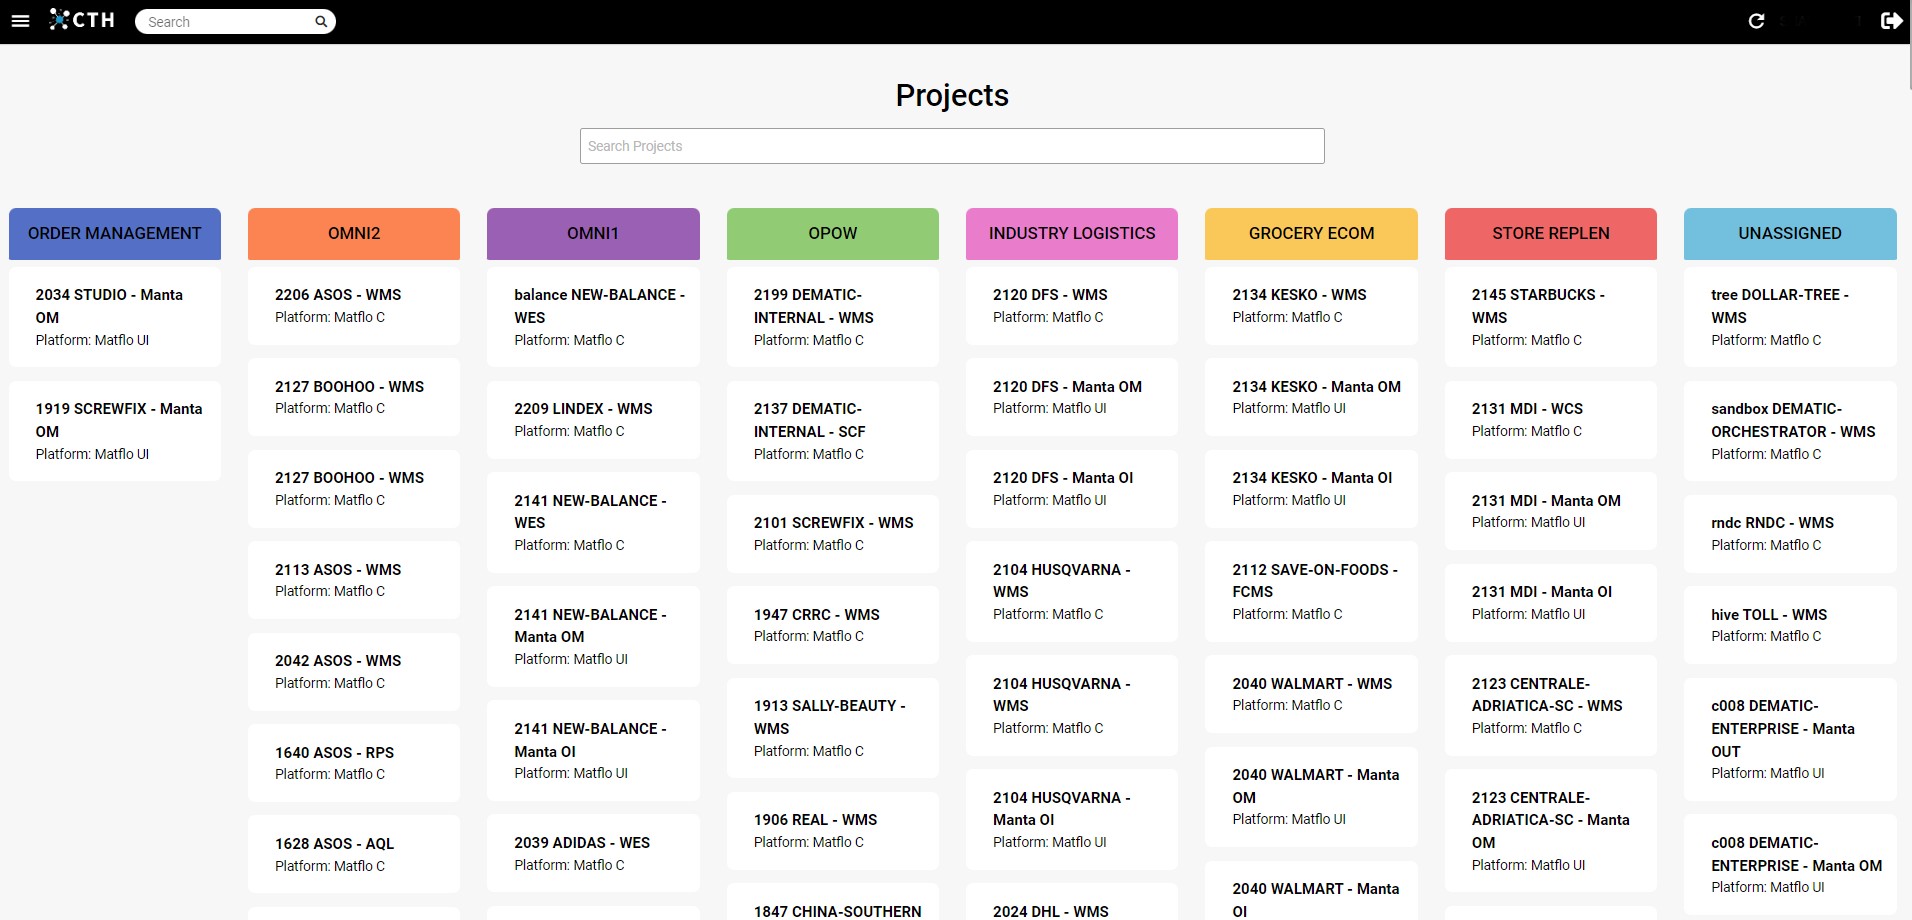 CTH
Search
Projects
Search Projects
ORDER MANAGEMENT
2034 STUDIO - Manta
OM
Platform: Matflo UI
1919 SCREWFIX - Manta
OM
Platform: Matflo UI
OMNI2
2206 ASOS - WMS
Platform: Matflo C
2127 BOOHOO - WMS
Platform: Matflo C
2127 BOOHOO - WMS
Platform: Matflo C
2113 ASOS - WMS
Platform: Matflo C
2042 ASOS - WMS
Platform: Matflo C
1640 ASOS - RPS
Platform: Matflo C
1628 ASOS - AQL
Platform: Matflo C
OMNI1
balance NEW-BALANCE -
WES
Platform: Matflo C
2209 LINDEX - WMS
Platform: Matflo C
2141 NEW-BALANCE -
WES
Platform: Matflo C
2141 NEW-BALANCE -
Manta OM
Platform: Matflo UI
2141 NEW-BALANCE -
Manta OI
Platform: Matflo UI
2039 ADIDAS - WES
Platform: Matflo C
OPOW
2199 DEMATIC-
INTERNAL - WMS
Platform: Matflo C
2137 DEMATIC-
INTERNAL - SCF
Platform: Matflo C
2101 SCREWFIX - WMS
Platform: Matflo C
1947 CRRC - WMS
Platform: Matflo C
1913 SALLY-BEAUTY -
WMS
Platform: Matflo C
1906 REAL - WMS
Platform: Matflo C
1847 CHINA-SOUTHERN
INDUSTRY LOGISTICS
2120 DFS - WMS
Platform: Matflo C
2120 DFS - Manta OM
Platform: Matflo UI
2120 DFS - Manta OI
Platform: Matflo UI
2104 HUSQVARNA -
WMS
Platform: Matflo C
2104 HUSQVARNA -
WMS
Platform: Matflo C
2104 HUSQVARNA -
Manta OI
Platform: Matflo UI
2024 DHL - WMS
GROCERY ECOM
2134 KESKO - WMS
Platform: Matflo C
2134 KESKO - Manta OM
Platform: Matflo UI
2134 KESKO - Manta OI
Platform: Matflo UI
2112 SAVE-ON-FOODS -
FCMS
Platform: Matflo C
2040 WALMART - WMS
Platform: Matflo C
2040 WALMART - Manta
OM
Platform: Matflo UI
2040 WALMART - Manta
OI
STORE REPLEN
2145 STARBUCKS -
WMS
Platform: Matflo C
2131 MDI - WCS
Platform: Matflo C
2131 MDI - Manta OM
Platform: Matflo UI
2131 MDI - Manta OI
Platform: Matflo UI
2123 CENTRALE-
ADRIATICA-SC - WMS
Platform: Matflo C
2123 CENTRALE-
ADRIATICA-SC - Manta
OM
Platform: Matflo UI
UNASSIGNED
tree DOLLAR-TREE -
WMS
Platform: Matflo C
sandbox DEMATIC-
ORCHESTRATOR - WMS
Platform: Matflo C
rndc RNDC - WMS
Platform: Matflo C
hive TOLL - WMS
Platform: Matflo C
c008 DEMATIC-
ENTERPRISE - Manta
OUT
Platform: Matflo UI
c008 DEMATIC-
ENTERPRISE - Manta OM
Platform: Matflo UI